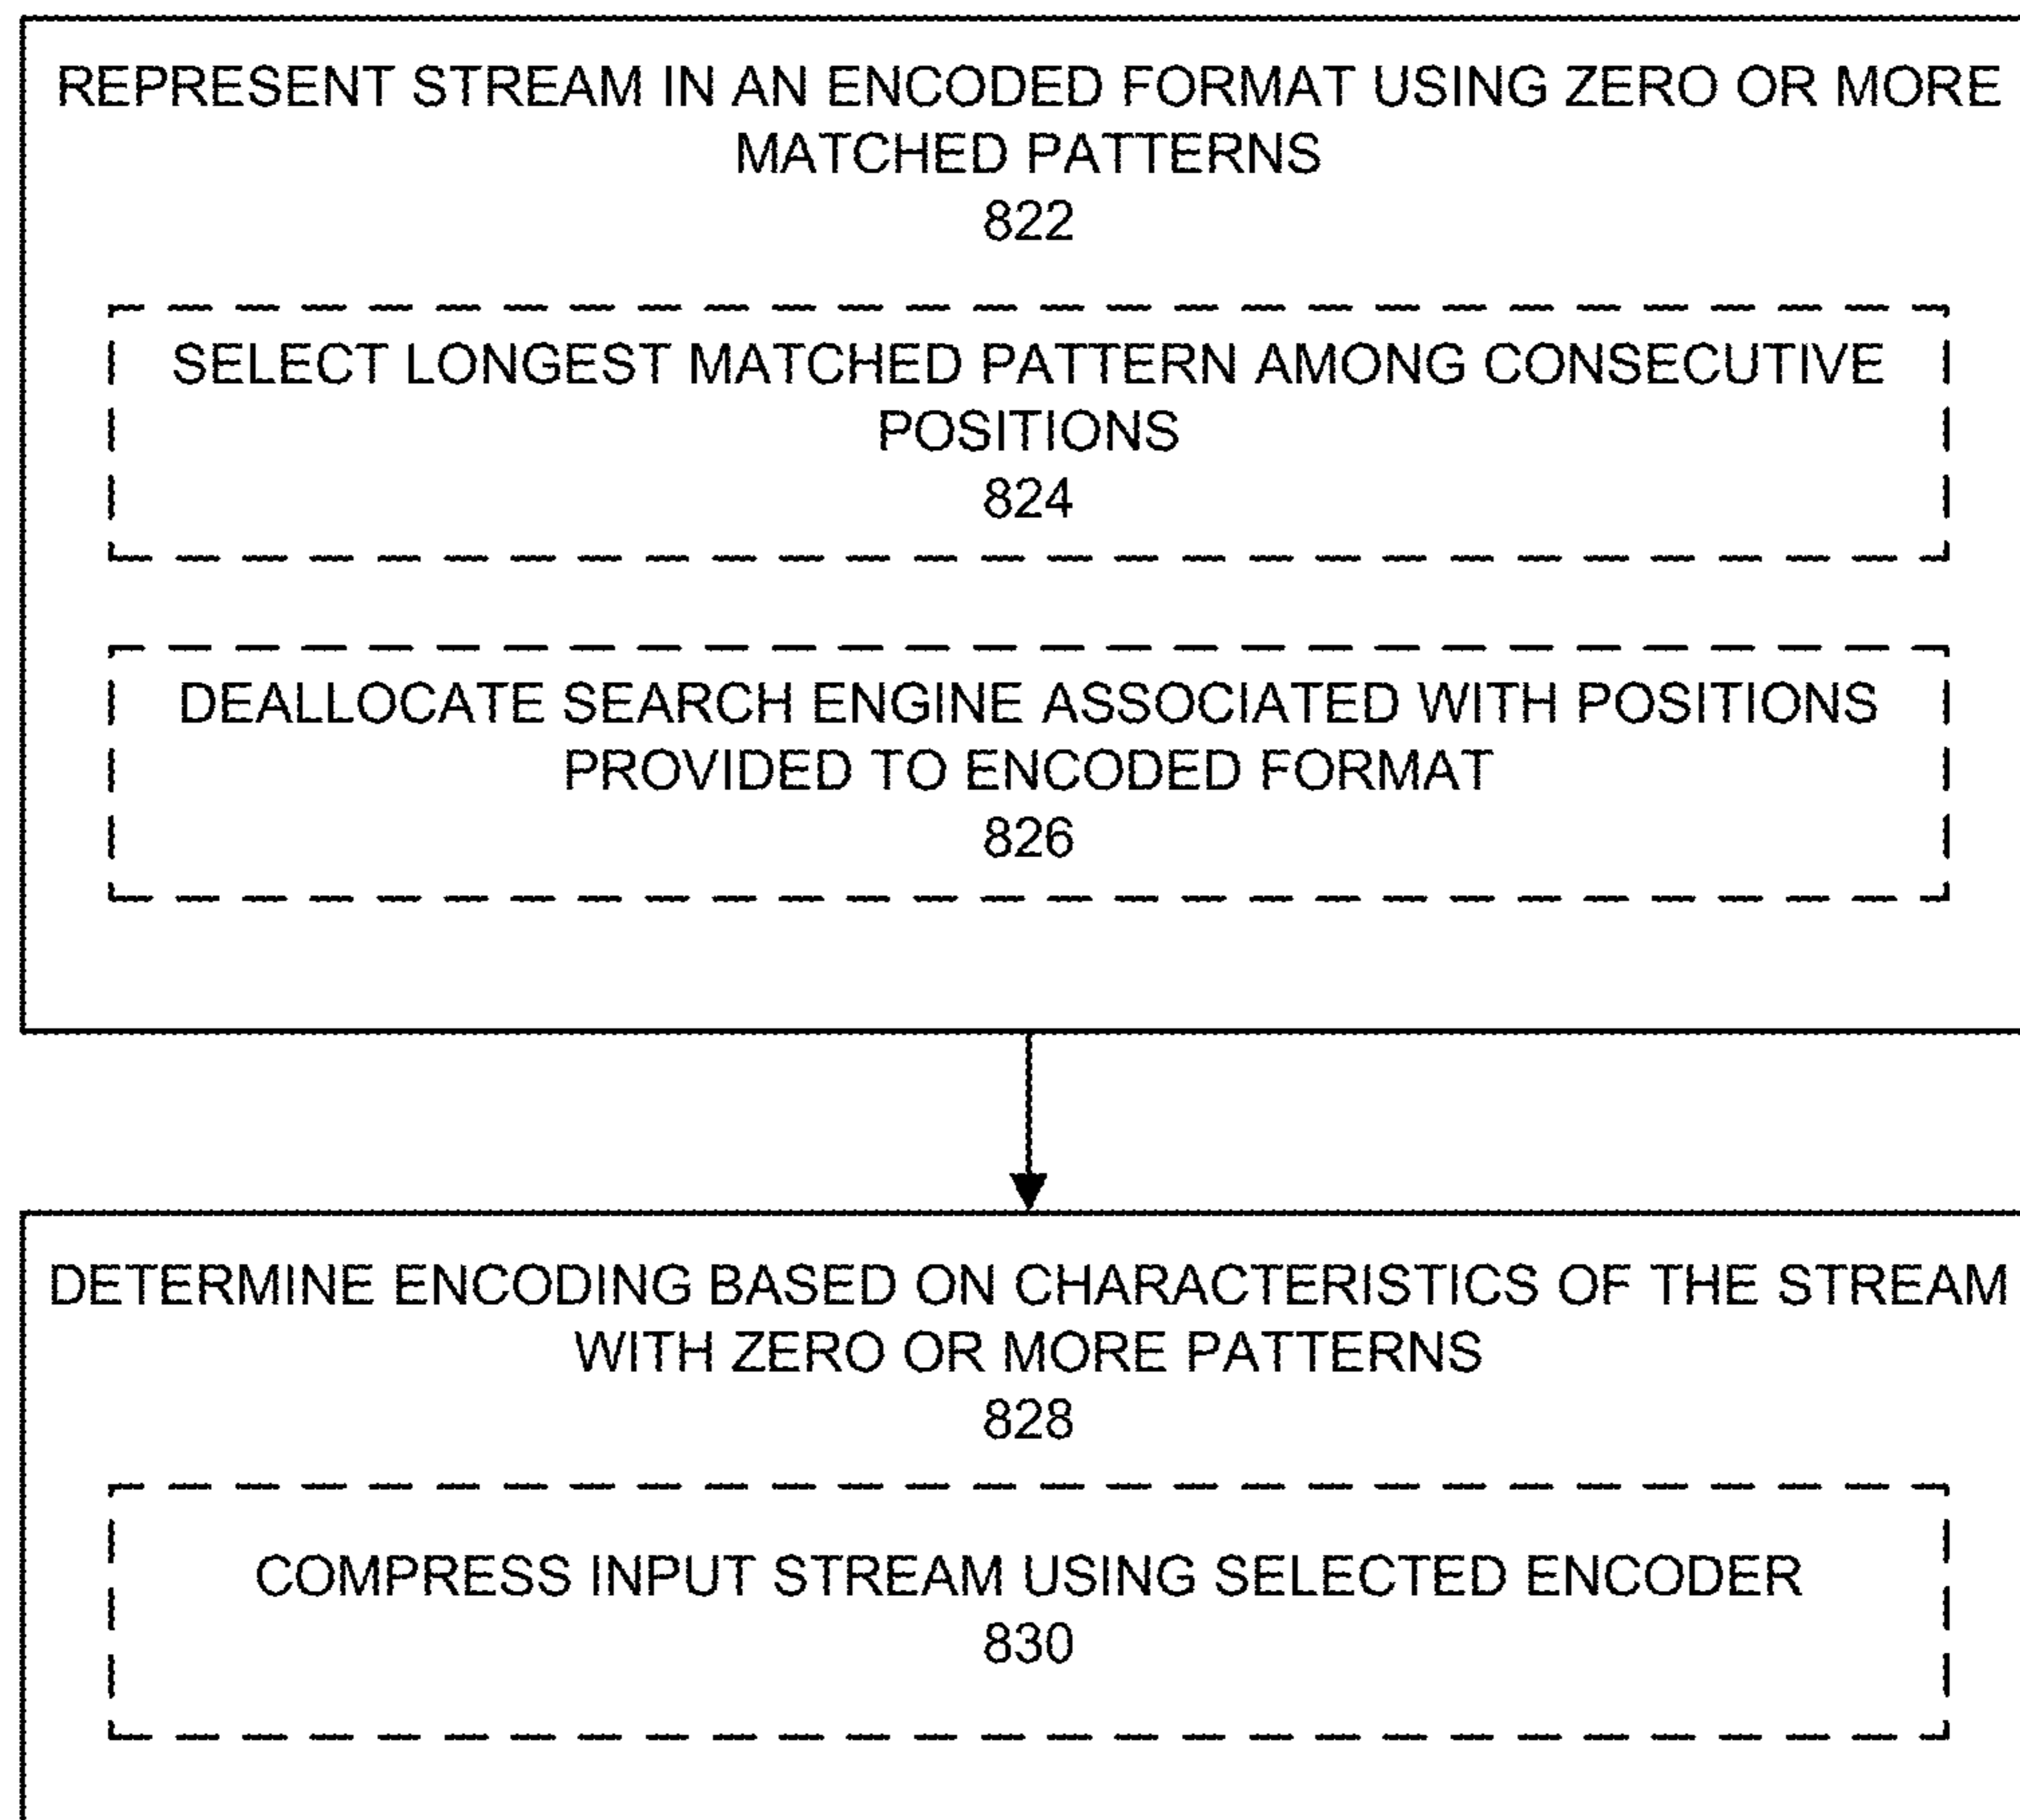 REPRESENT STREAM IN AN ENCODED FORMAT USING ZERO OR MORE
MATCHED PATTERNS
822
SELECT LONGEST MATCHED PATTERN AMONG CONSECUTIVE
POSITIONS
824
DEALLOCATE SEARCH ENGINE ASSOCIATED WITH POSITIONS
PROVIDED TO ENCODED FORMAT
826
DETERMINE ENCODING BASED ON CHARACTERISTICS OF THE STREAM
WITH ZERO OR MORE PATTERNS
828
COMPRESS INPUT STREAM USING SELECTED ENCODER
830